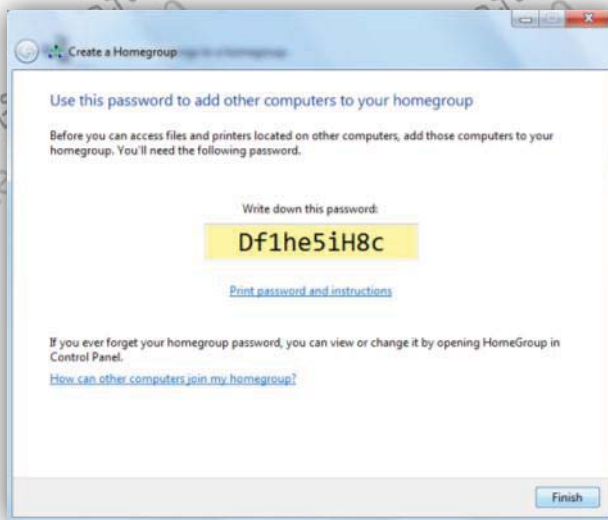 Create a Homegroup
Use this password to add other computers to your homegroup
Before you can access files and printers located on other computers, add those computers to your
homegroup. You'll need the following password.
Write down this password:
Df1he5iH8c
Print password and instructions
If you ever forget your homegroup password, you can view or change it by opening HomeGroup in
Control Panel.
How can other computers join my homegroup?
Finish